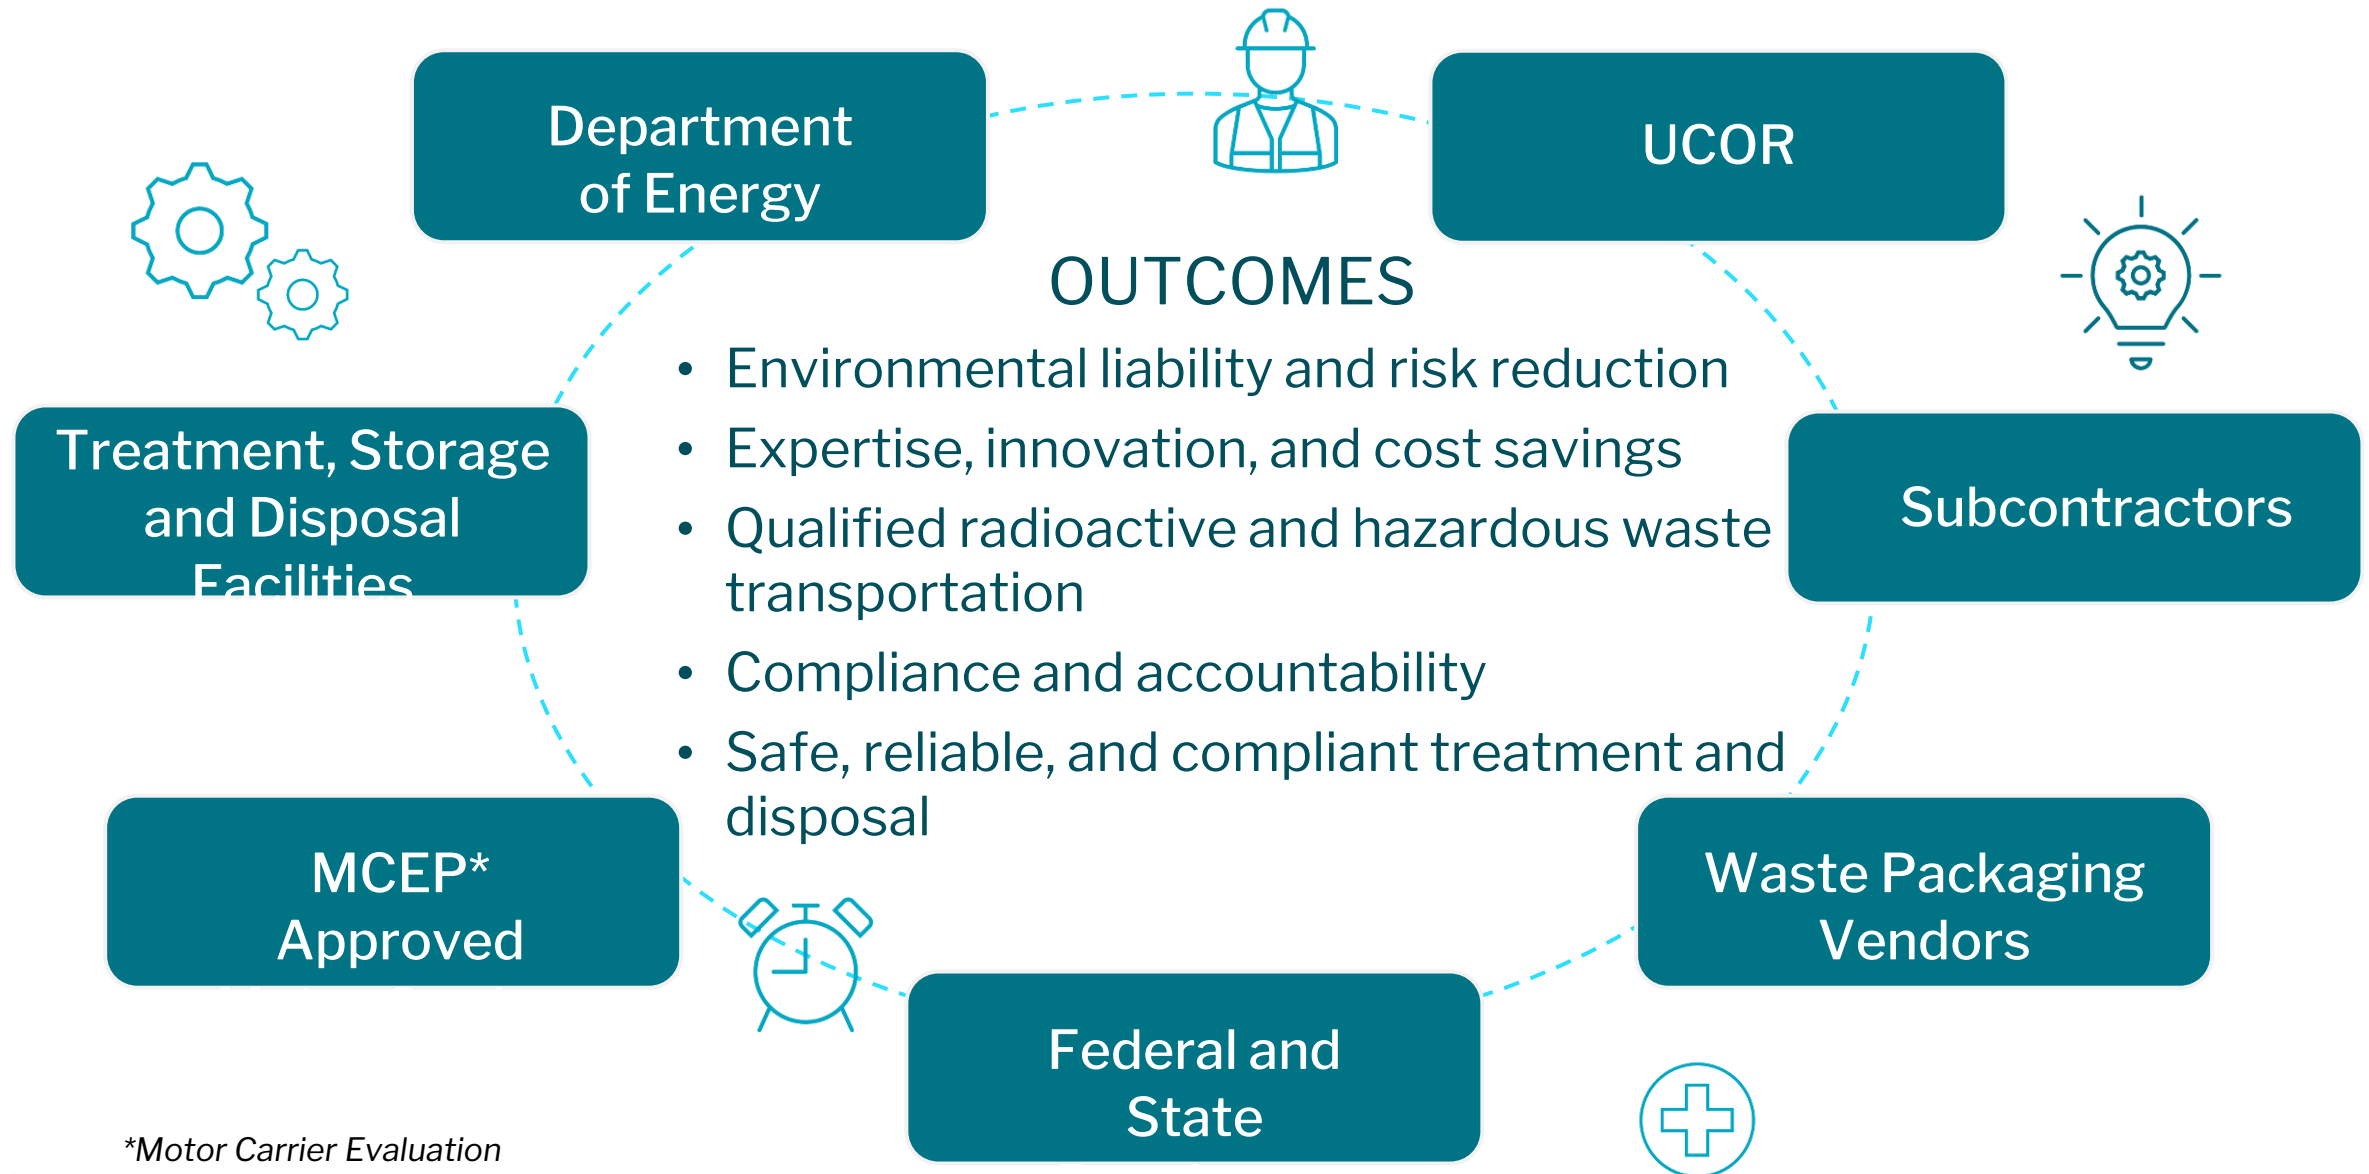 Department
of Energy
UCOR
OUTCOMES
• Environmental liability and risk reduction
• Expertise, innovation, and cost savings
• Qualified radioactive and hazardous waste
transportation
• Compliance and accountability
• Safe, reliable, and compliant treatment and
disposal
Treatment, Storage
and Disposal
Facilities
Subcontractors
MCEP*
Approved
Waste Packaging
Vendors
Federal and
State
*Motor Carrier Evaluation